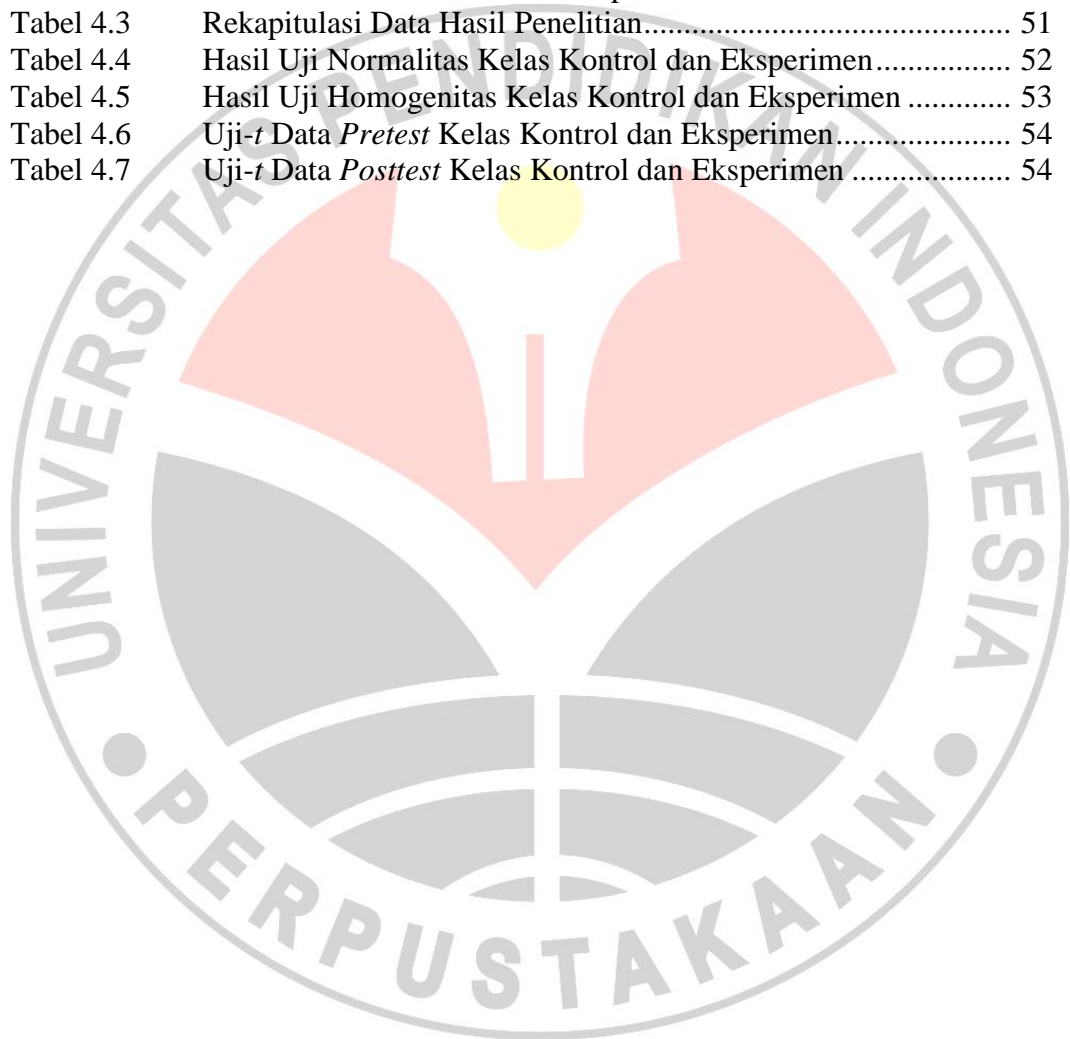 Tabel 4.3 Rekapitulasi Data Hasil Penelitian.......................................... 51
Tabel 4.4 Hasil Uji Normalitas Kelas Kontrol dan Eksperimen................. 52
Tabel 4.5 Hasil Uji Homogenitas Kelas Kontrol dan Eksperimen ............. 53
Tabel 4.6 Uji-t Data Pretest Kelas Kontrol dan Eksperimen..................... 54
Tabel 4.7 Uji-t Data Posttest Kelas Kontrol dan Eksperimen ................... 54
UNIVERSITAS PENDIDIKAN INDONESIA
PERPUSTAKAAN